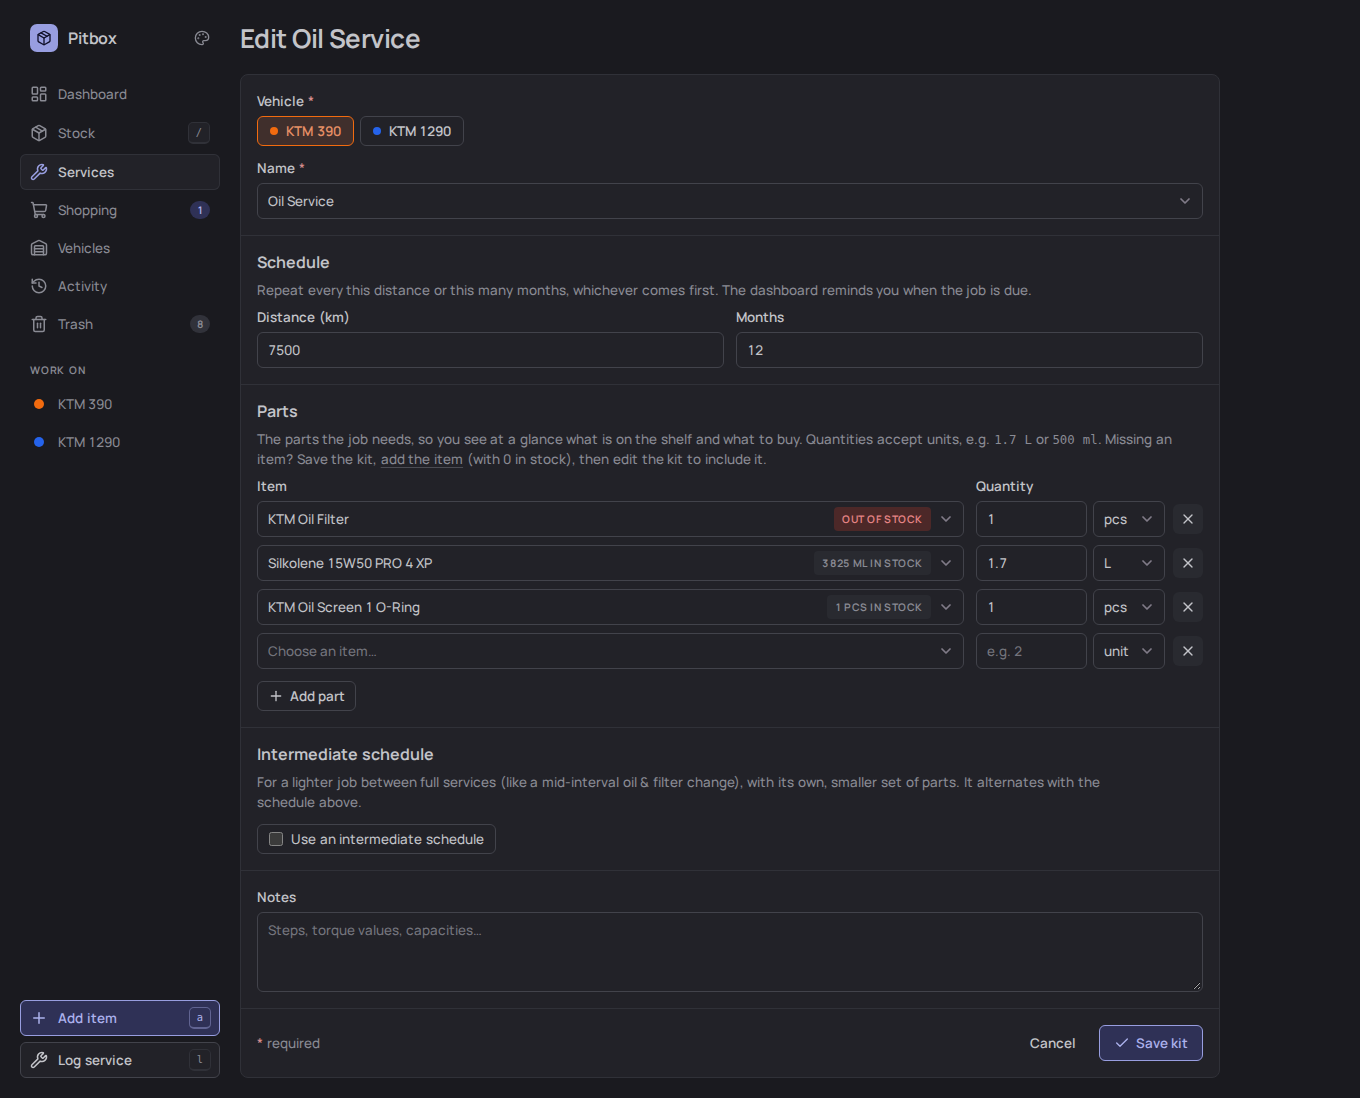 Pitbox
Edit Oil Service
Dashboard
Stock /
Services
Shopping 1
Vehicles
Activity
Trash 8
WORK ON
KTM 390
KTM 1290
Add item a
Log service l
Vehicle *
KTM 390 KTM 1290
Name *
Oil Service
Schedule
Repeat every this distance or this many months, whichever comes first. The dashboard reminds you when the job is due.
Distance (km) Months
7500 12
Parts
The parts the job needs, so you see at a glance what is on the shelf and what to buy. Quantities accept units, e.g. 1.7 L or 500 ml. Missing an
item? Save the kit, add the item (with 0 in stock), then edit the kit to include it.
Item Quantity
KTM Oil Filter OUT OF STOCK 1 pcs
Silkolene 15W50 PRO 4 XP 3 825 ML IN STOCK 1.7 L
KTM Oil Screen 1 O-Ring 1 PCS IN STOCK 1 pcs
Choose an item… e.g. 2 unit
Add part
Intermediate schedule
For a lighter job between full services (like a mid-interval oil & filter change), with its own, smaller set of parts. It alternates with the
schedule above.
Use an intermediate schedule
Notes
Steps, torque values, capacities…
* required Cancel Save kit